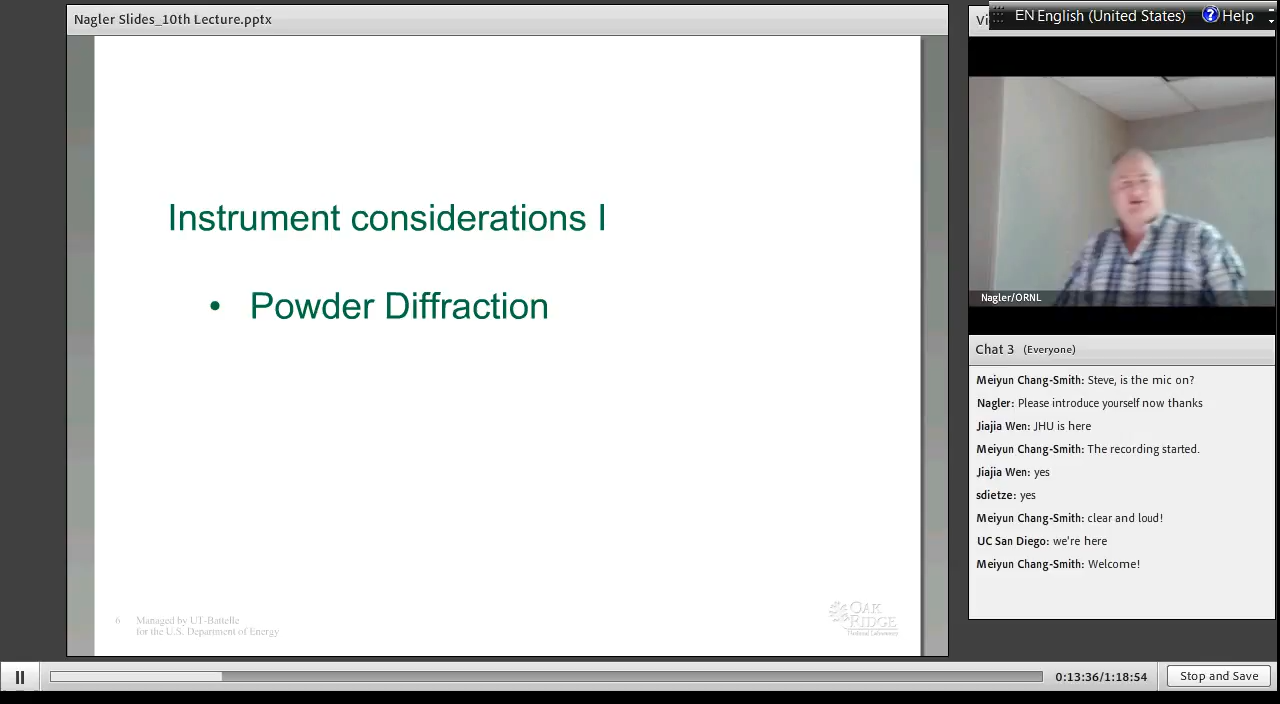 Nagler Slides_10th Lecture.pptx
Vi
EN English (United States)
? Help
Instrument considerations I
• Powder Diffraction
6 Managed by UT-Battelle
for the U.S. Department of Energy
OAK
RIDGE
National Laboratory
Nagler/ORNL
Chat 3 (Everyone)
Meiyun Chang-Smith: Steve, is the mic on?
Nagler: Please introduce yourself now thanks
Jiajia Wen: JHU is here
Meiyun Chang-Smith: The recording started.
Jiajia Wen: yes
sdietze: yes
Meiyun Chang-Smith: clear and loud!
UC San Diego: we're here
Meiyun Chang-Smith: Welcome!
0:13:36/1:18:54
Stop and Save